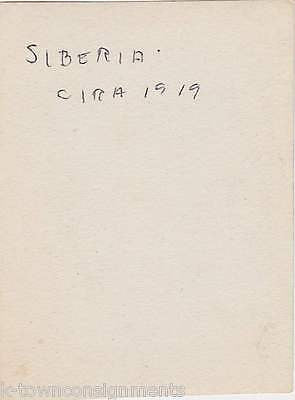 SIBERIA.
CIRA 1919
k-townconsignments